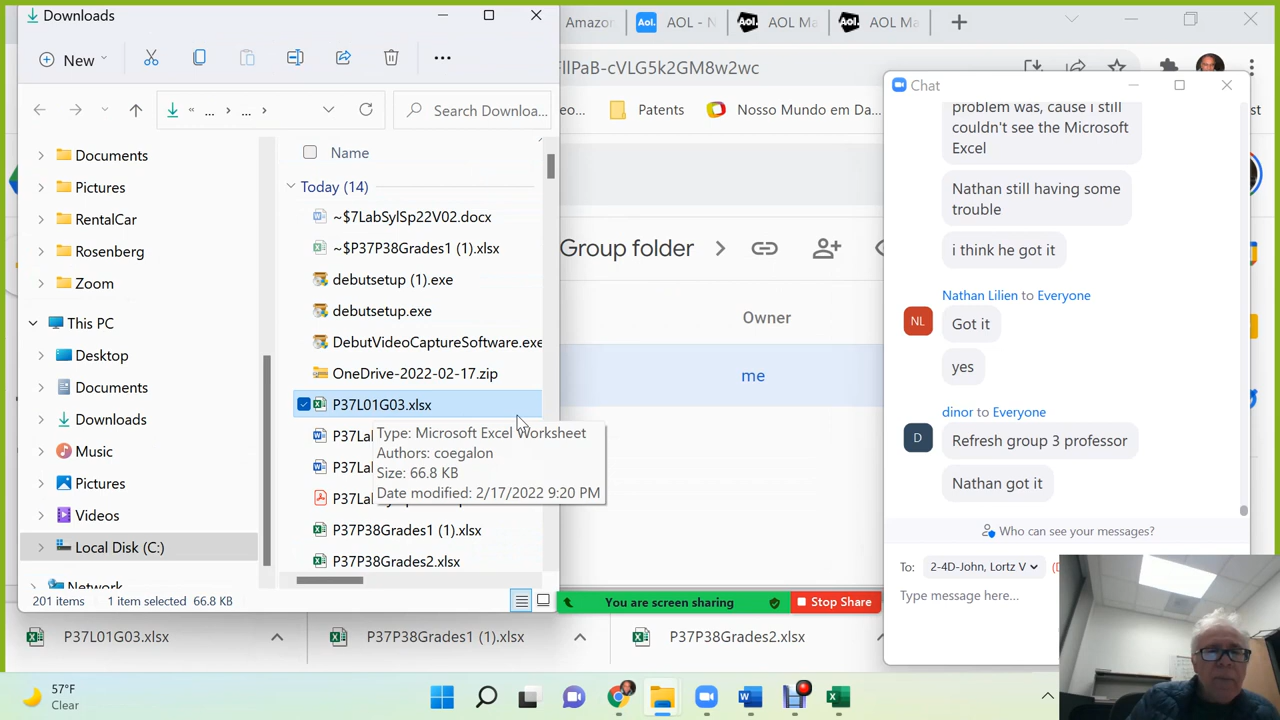 Downloads
New
Search Downloa...
Documents
Pictures
RentalCar
Rosenberg
Zoom
This PC
Desktop
Documents
Downloads
Music
Pictures
Videos
Local Disk (C:)
Network
201 items
1 item selected 66.8 KB
Name
Today (14)
~$7LabSylSp22V02.docx
~$P37P38Grades1 (1).xlsx
debutsetup (1).exe
debutsetup.exe
DebutVideoCaptureSoftware.exe
OneDrive-2022-02-17.zip
P37L01G03.xlsx
P37Lal
P37Lal
P37Lal
P37P38Grades1 (1).xlsx
P37P38Grades2.xlsx
Type: Microsoft Excel Worksheet
Authors: coegalon
Size: 66.8 KB
Date modified: 2/17/2022 9:20 PM
Amazor
Aol.
AOL - N
AOL Ma
AOL Ma
FIlPaB-cVLG5k2GM8w2wc
eo...
Patents
Nosso Mundo em Da...
st
Group folder
Owner
me
Chat
problem was, cause i still
couldn't see the Microsoft
Excel
Nathan still having some
trouble
i think he got it
Nathan Lilien to Everyone
NL
Got it
yes
dinor to Everyone
D
Refresh group 3 professor
Nathan got it
Who can see your messages?
To:
2-4D-John, Lortz V
(D
Type message here...
You are screen sharing
Stop Share
P37L01G03.xlsx
P37P38Grades1 (1).xlsx
P37P38Grades2.xlsx
57°F
Clear